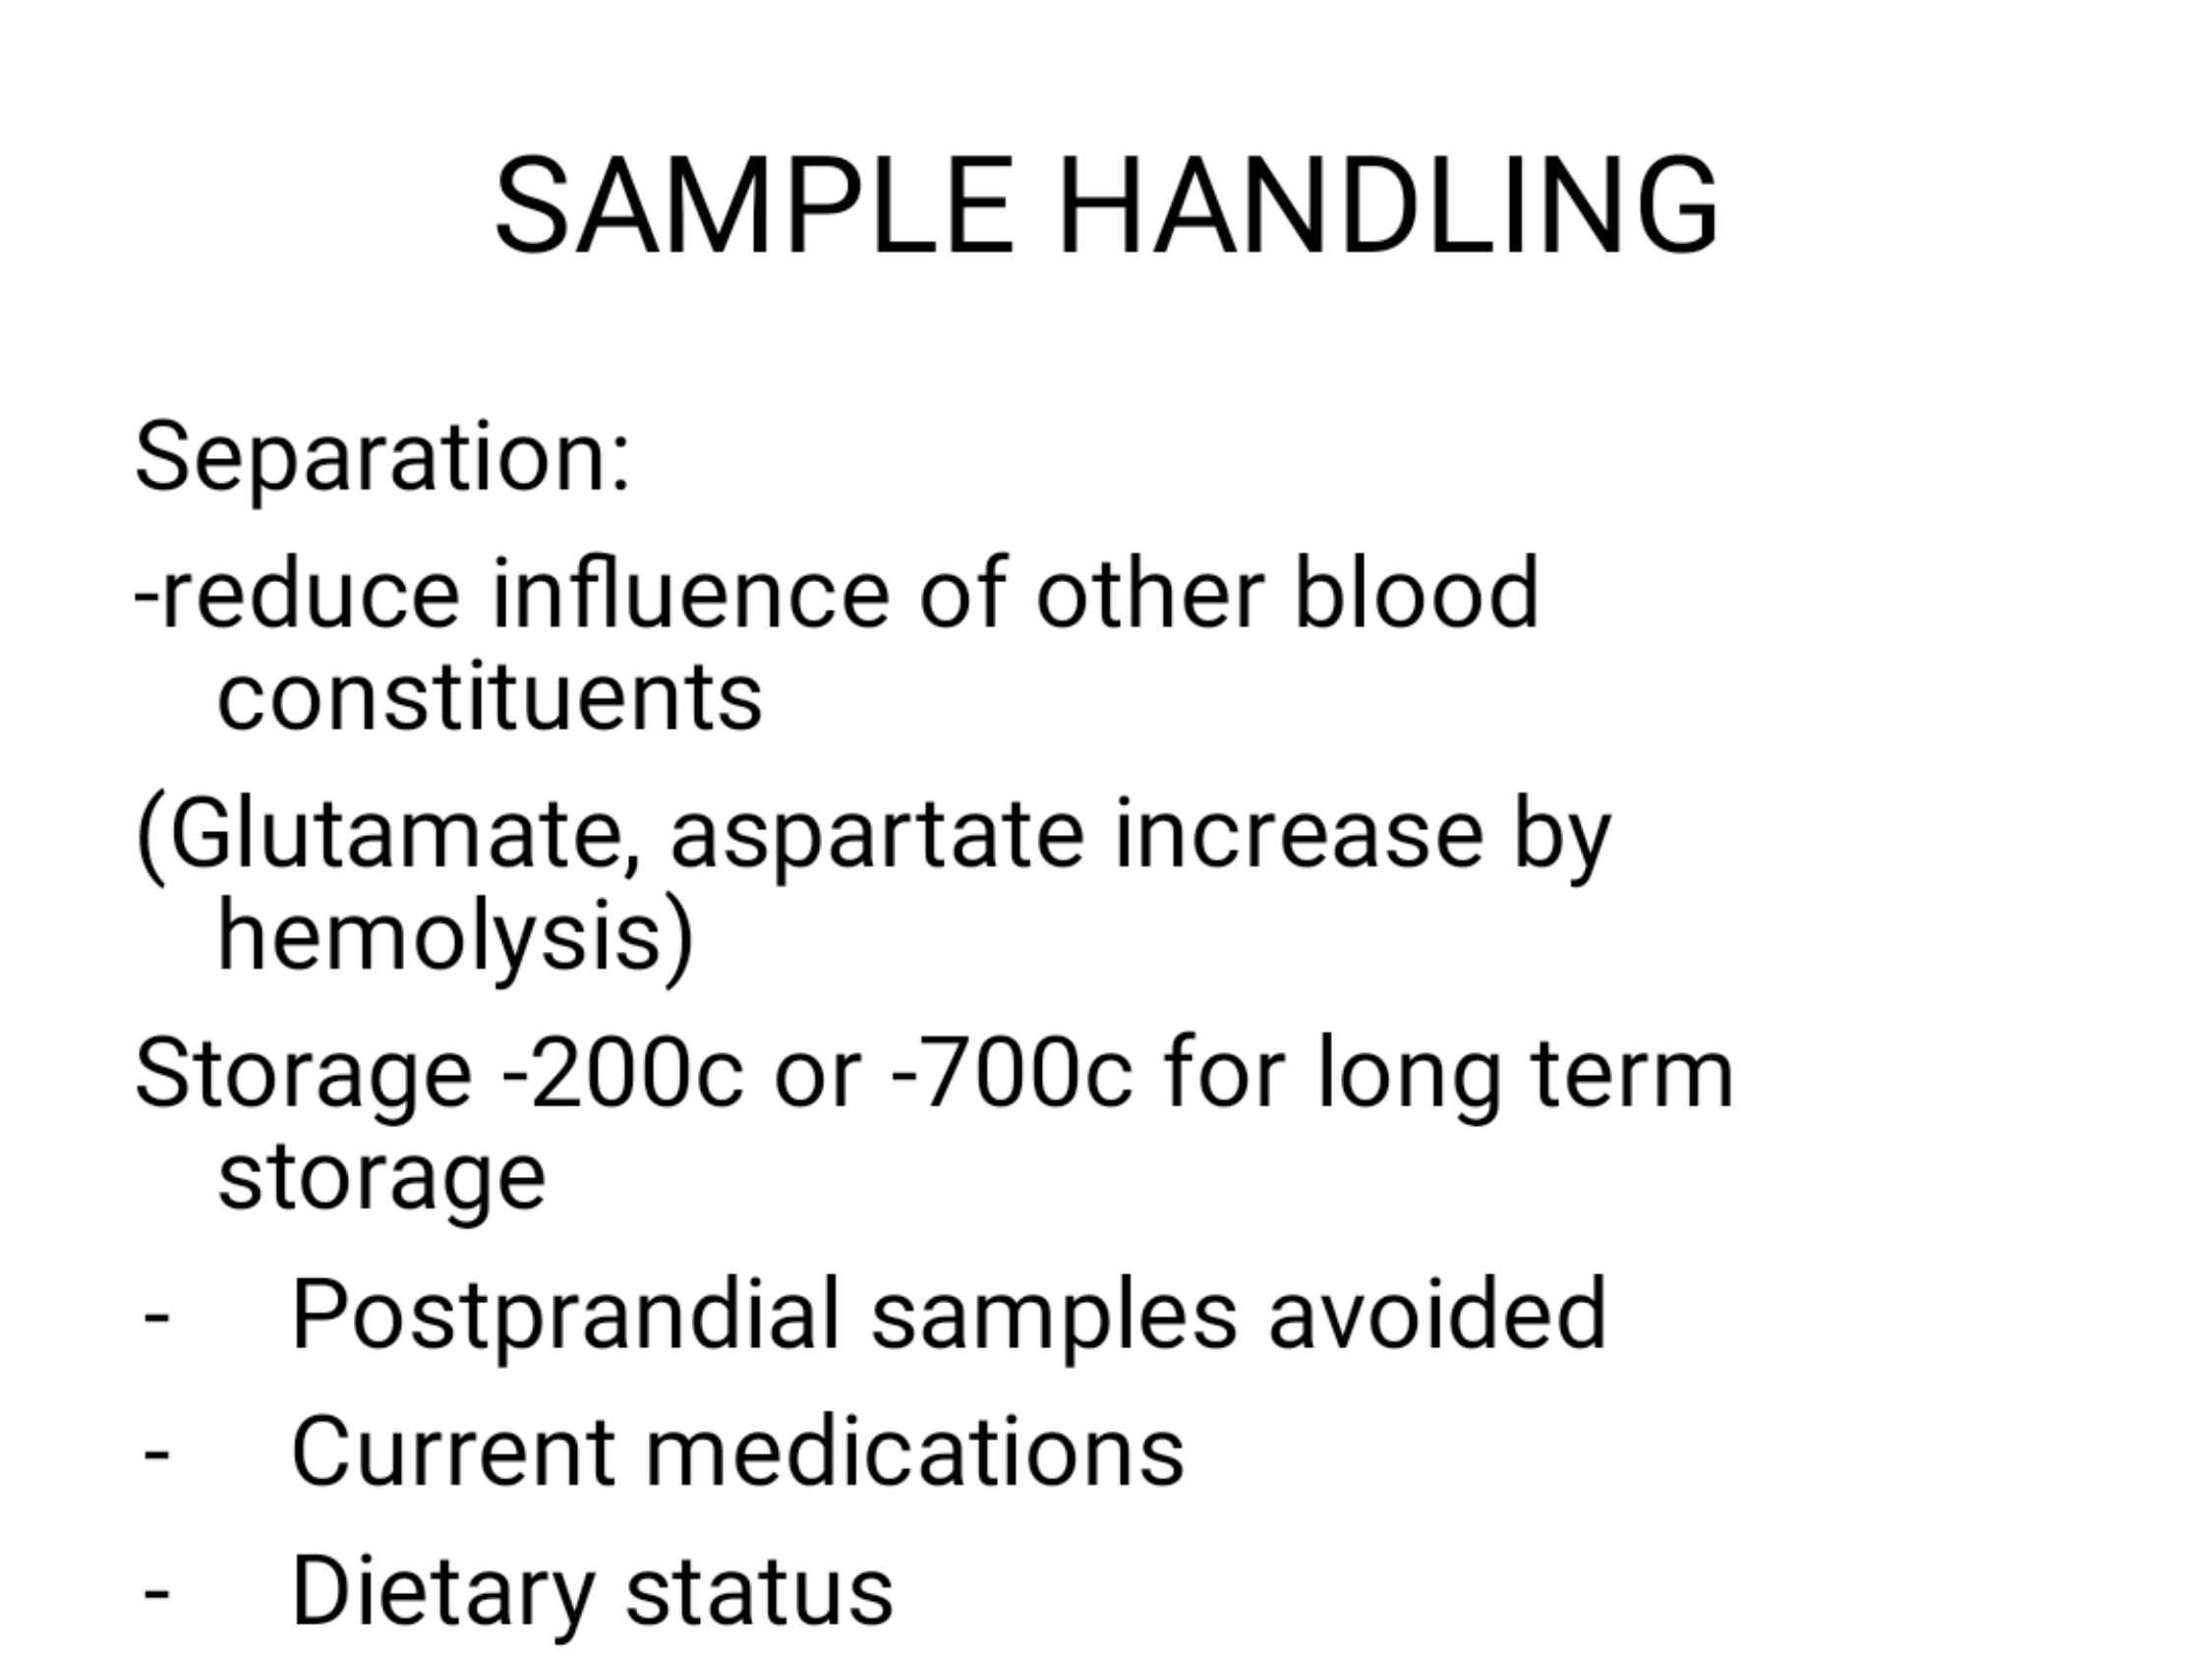 SAMPLE HANDLING
Separation:
-reduce influence of other blood
constituents
(Glutamate, aspartate increase by
hemolysis)
Storage -200c or -700c for long term
storage
- Postprandial samples avoided
- Current medications
- Dietary status